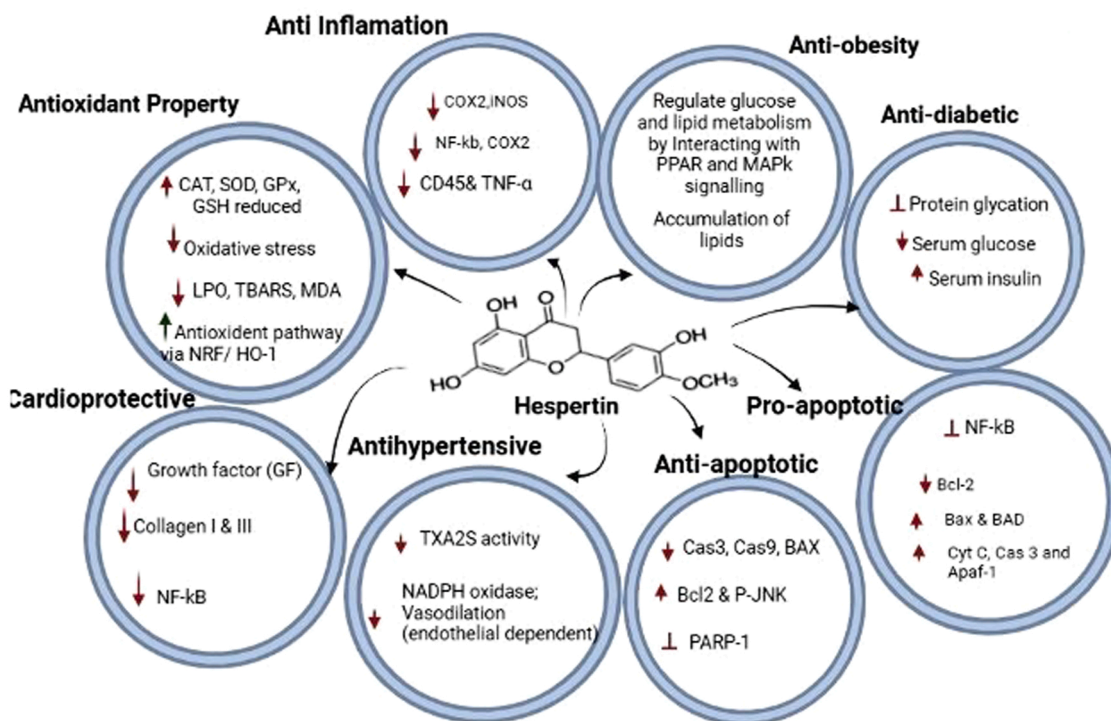 Anti Inflamation
COX2,iNOS
NF-kb, COX2
CD45& TNF-α
Anti-obesity
Regulate glucose
and lipid metabolism
by Interacting with
PPAR and MAPk
signalling
Accumulation of
lipids
Antioxidant Property
CAT, SOD, GPx,
GSH reduced
Oxidative stress
LPO, TBARS, MDA
Antioxident pathway
via NRF/ HO-1
Anti-diabetic
Protein glycation
Serum glucose
Serum insulin
OH
O
HO
O
OH
OCH3
Hespertin
Cardioprotective
Growth factor (GF)
Collagen I & III
NF-kB
Antihypertensive
TXA2S activity
NADPH oxidase;
Vasodilation
(endothelial dependent)
Anti-apoptotic
Cas3, Cas9, BAX
Bcl2 & P-JNK
PARP-1
Pro-apoptotic
NF-kB
Bcl-2
Bax & BAD
Cyt C, Cas 3 and
Apaf-1